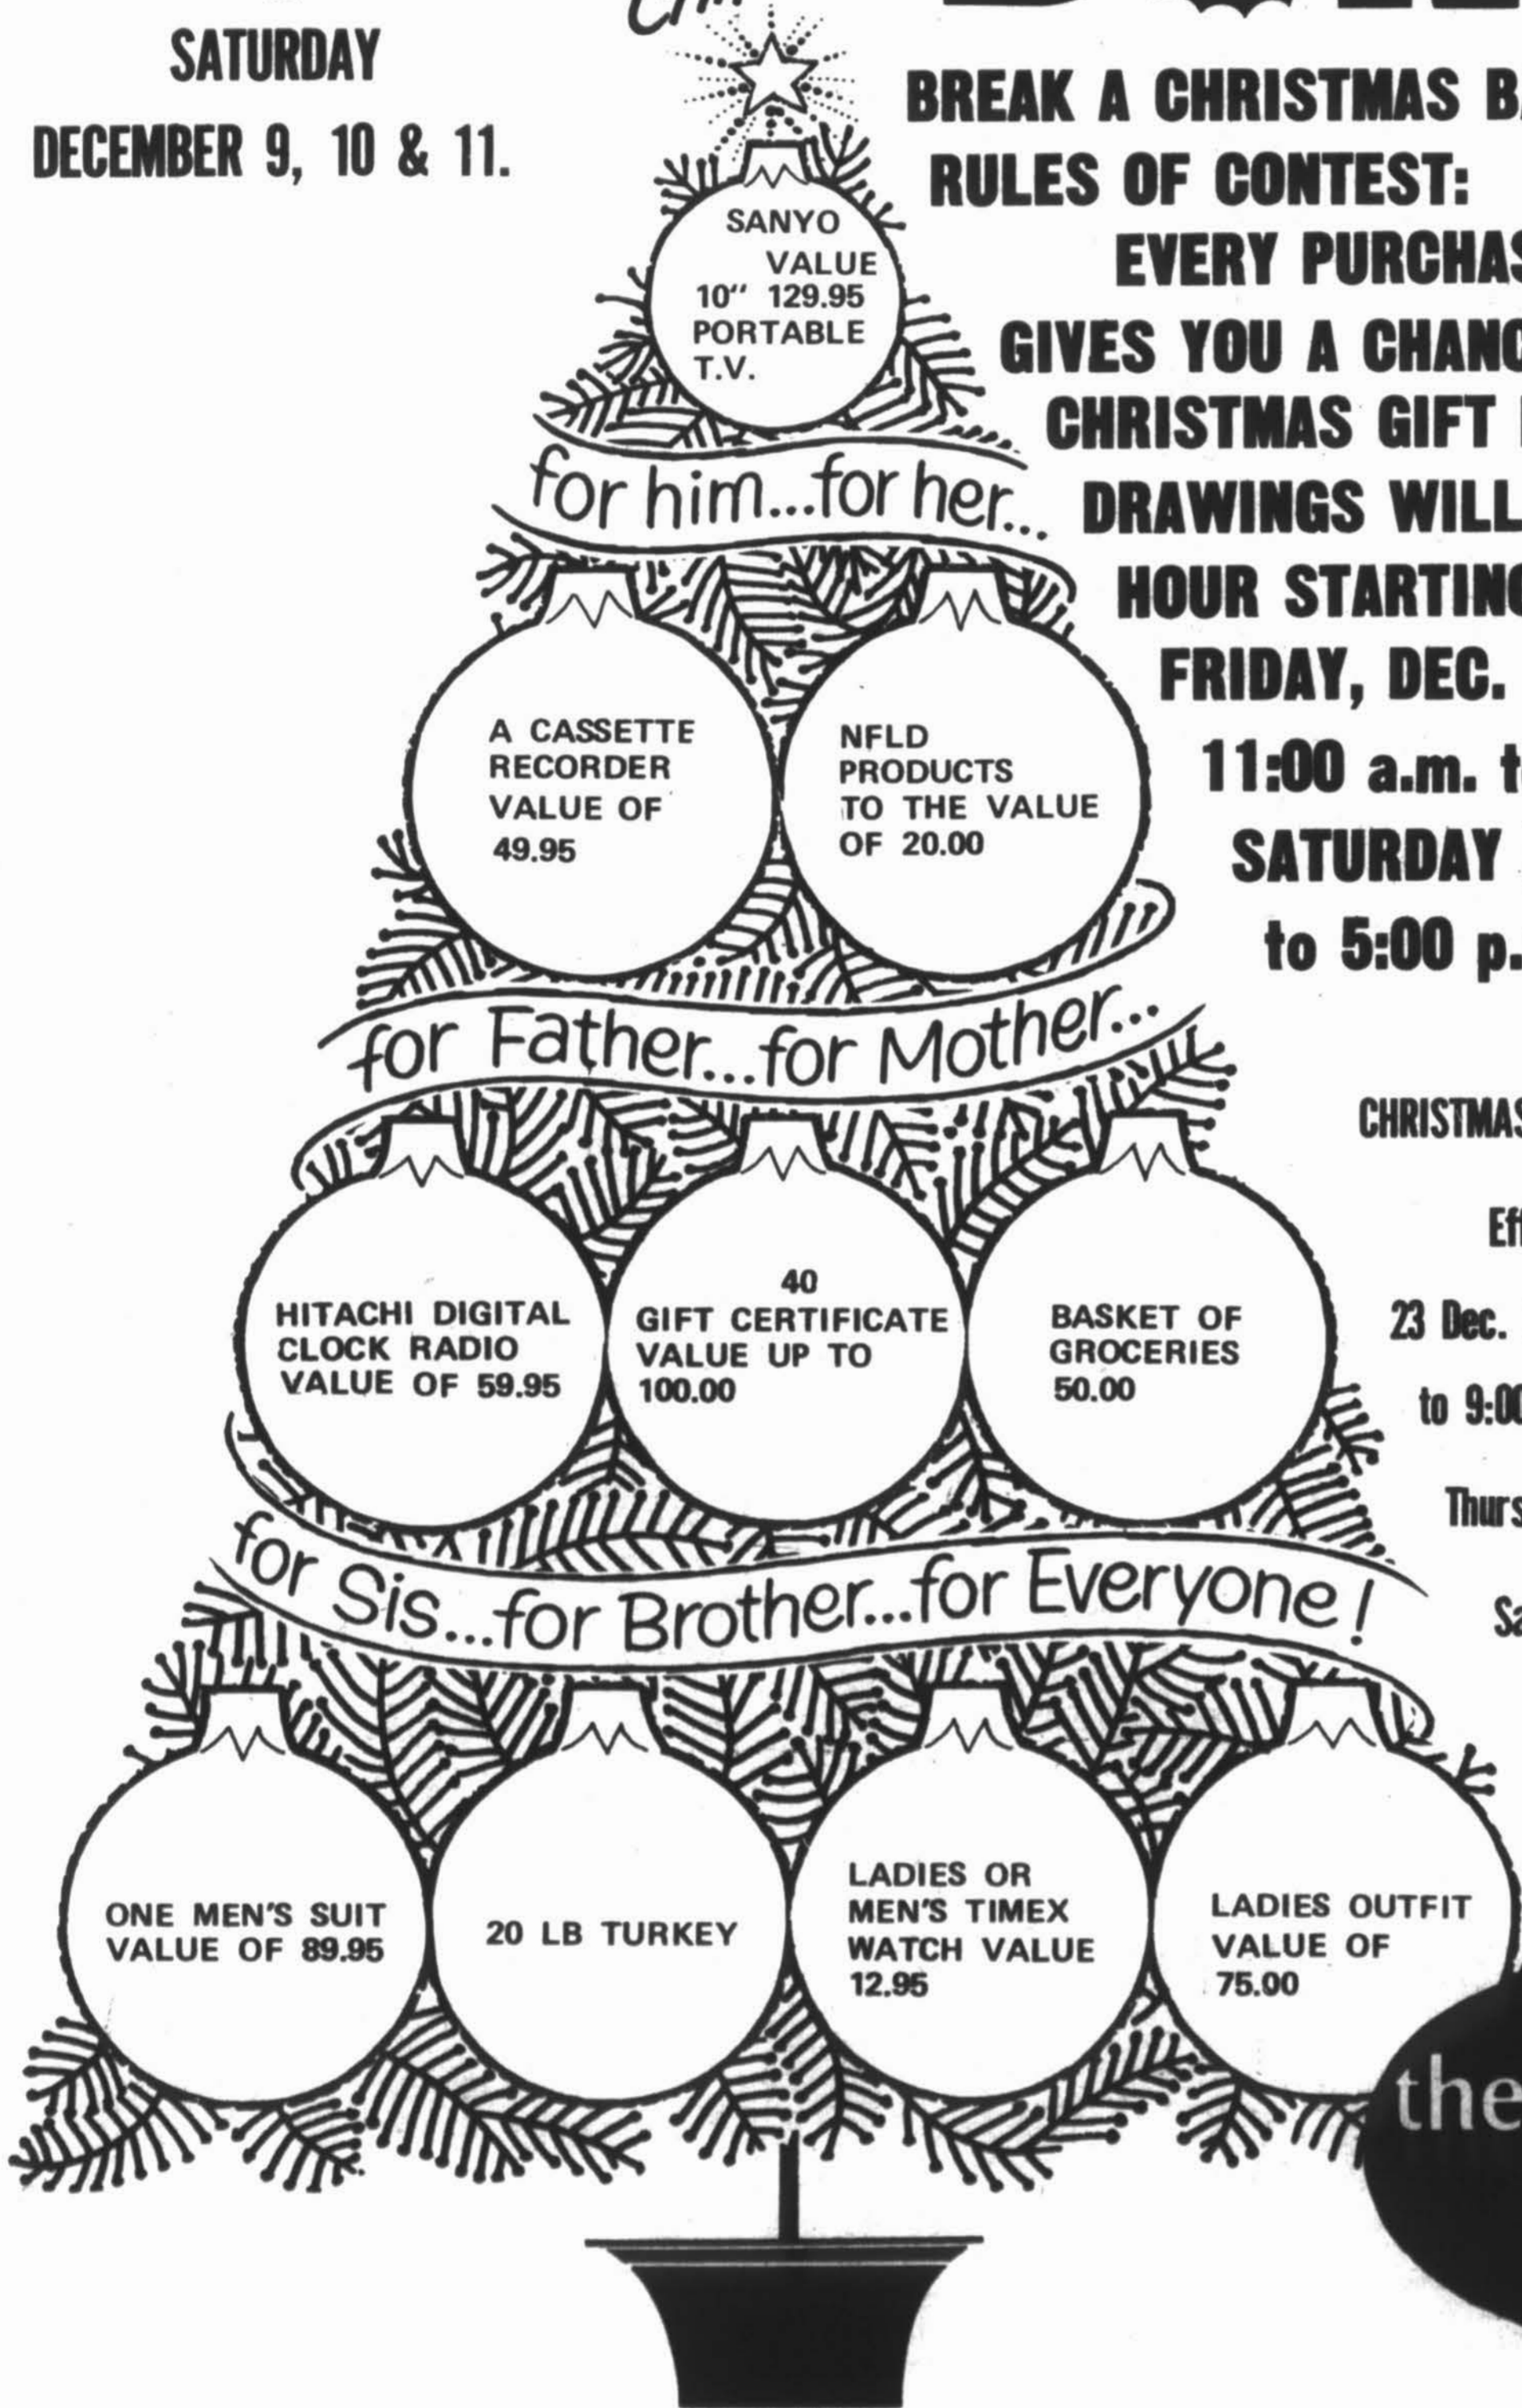 SATURDAY
DECEMBER 9, 10 & 11.
BREAK A CHRISTMAS
RULES OF CONTEST:
EVERY
GIVES YOU A
CHRISTMAS GIFT
DRAWINGS WILL
HOUR
FRIDAY, DEC.
11:00 a.m.
SATURDAY
to 5:00
SANYO
VALUE
10" 129.95
PORTABLE
T.V.
for him...for her...
A CASSETTE
RECORDER
VALUE OF
49.95
NFLD
PRODUCTS
TO THE VALUE
OF 20.00
for Father...for Mother...
CHRISTMAS
23 Dec.
to
HITACHI DIGITAL
CLOCK RADIO
VALUE OF 59.95
40
GIFT CERTIFICATE
VALUE UP TO
100.00
BASKET OF
GROCERIES
50.00
for Sis...for Brother...for Everyone!
ONE MEN'S SUIT
VALUE OF 89.95
20 LB TURKEY
LADIES OR
MEN'S TIMEX
WATCH VALUE
12.95
LADIES OUTFIT
VALUE OF
75.00
the